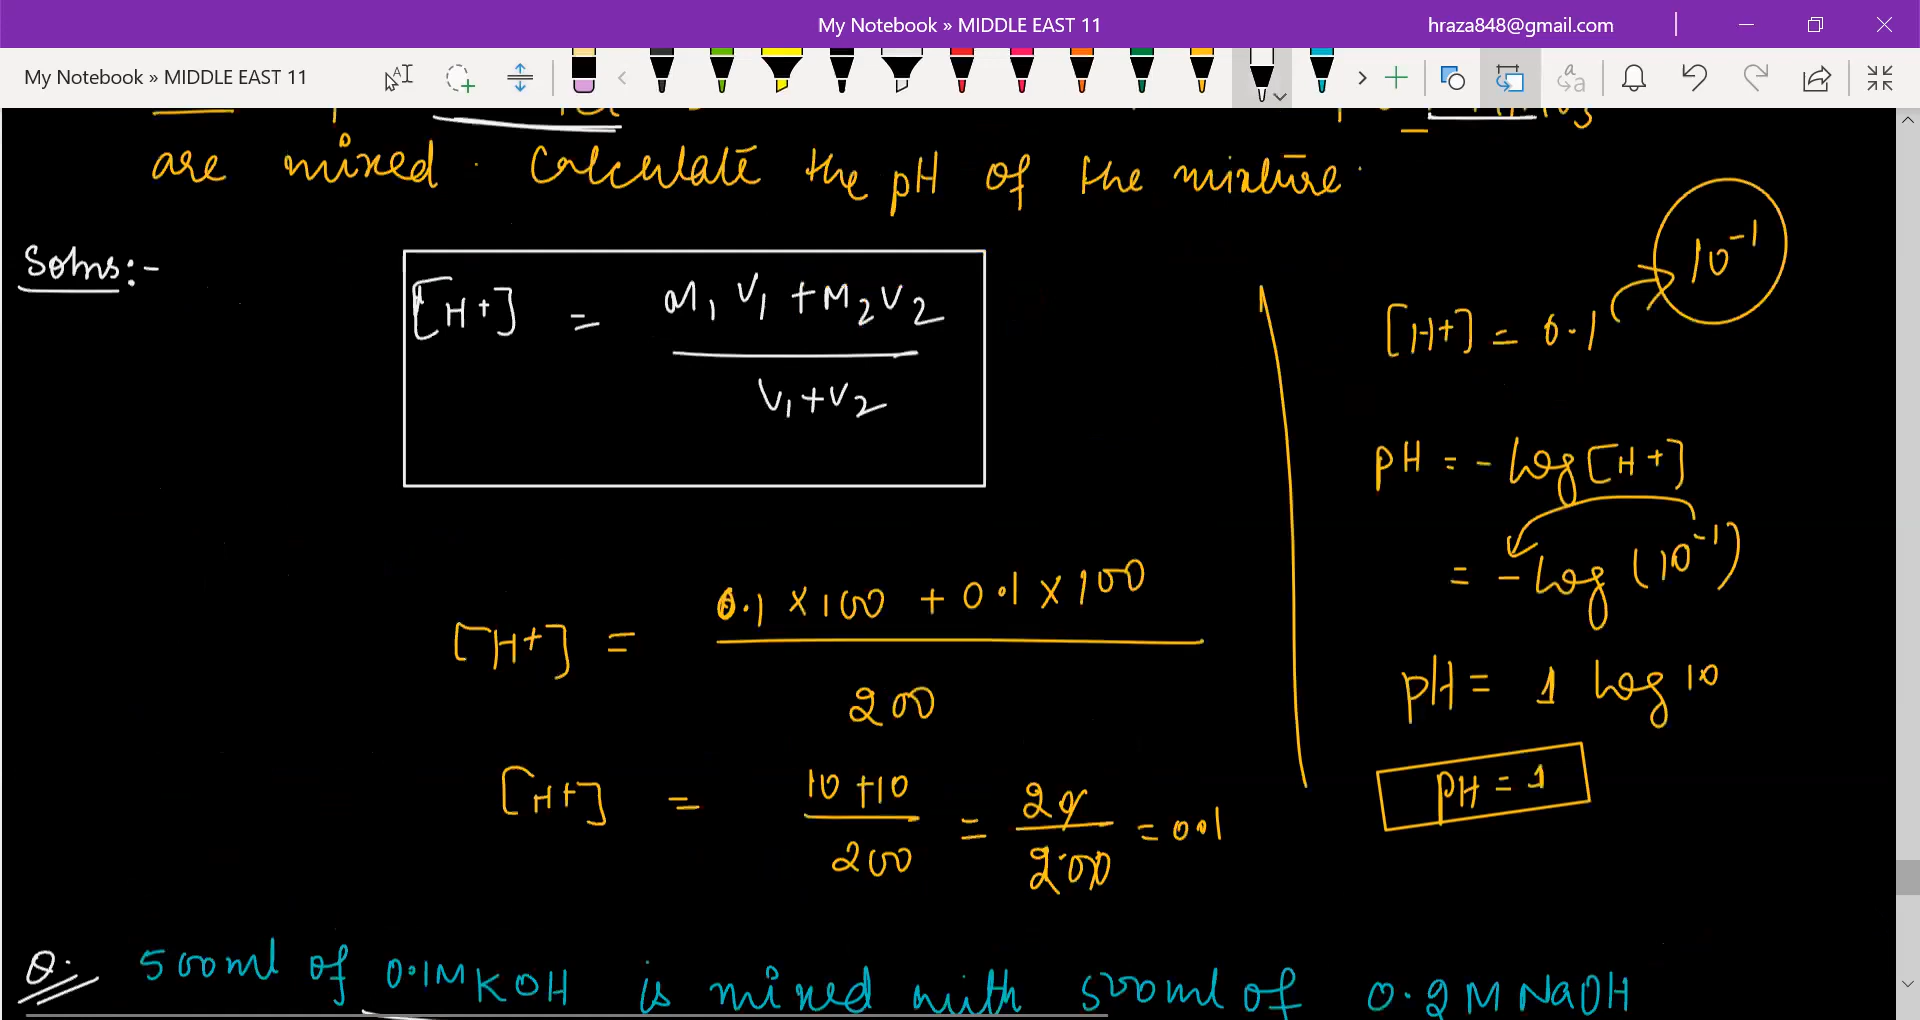 My Notebook » MIDDLE EAST 11
hraza848@gmail.com
My Notebook » MIDDLE EAST 11
are mixed. Calculate the pH of the mixture.
Solns:-
[H+] = M1V1 + M2V2
V1+V2
[H+] = 0.1 × 100 + 0.1 × 100
200
[H+] = 10+10 = 20 = 0.1
200 200
[H+] = 0.1
10⁻¹
pH = - log [H+]
= - log (10⁻¹)
pH = 1 log 10
pH = 1
Q: 500ml of 0.1M KOH is mixed with 500ml of 0.2M NaOH